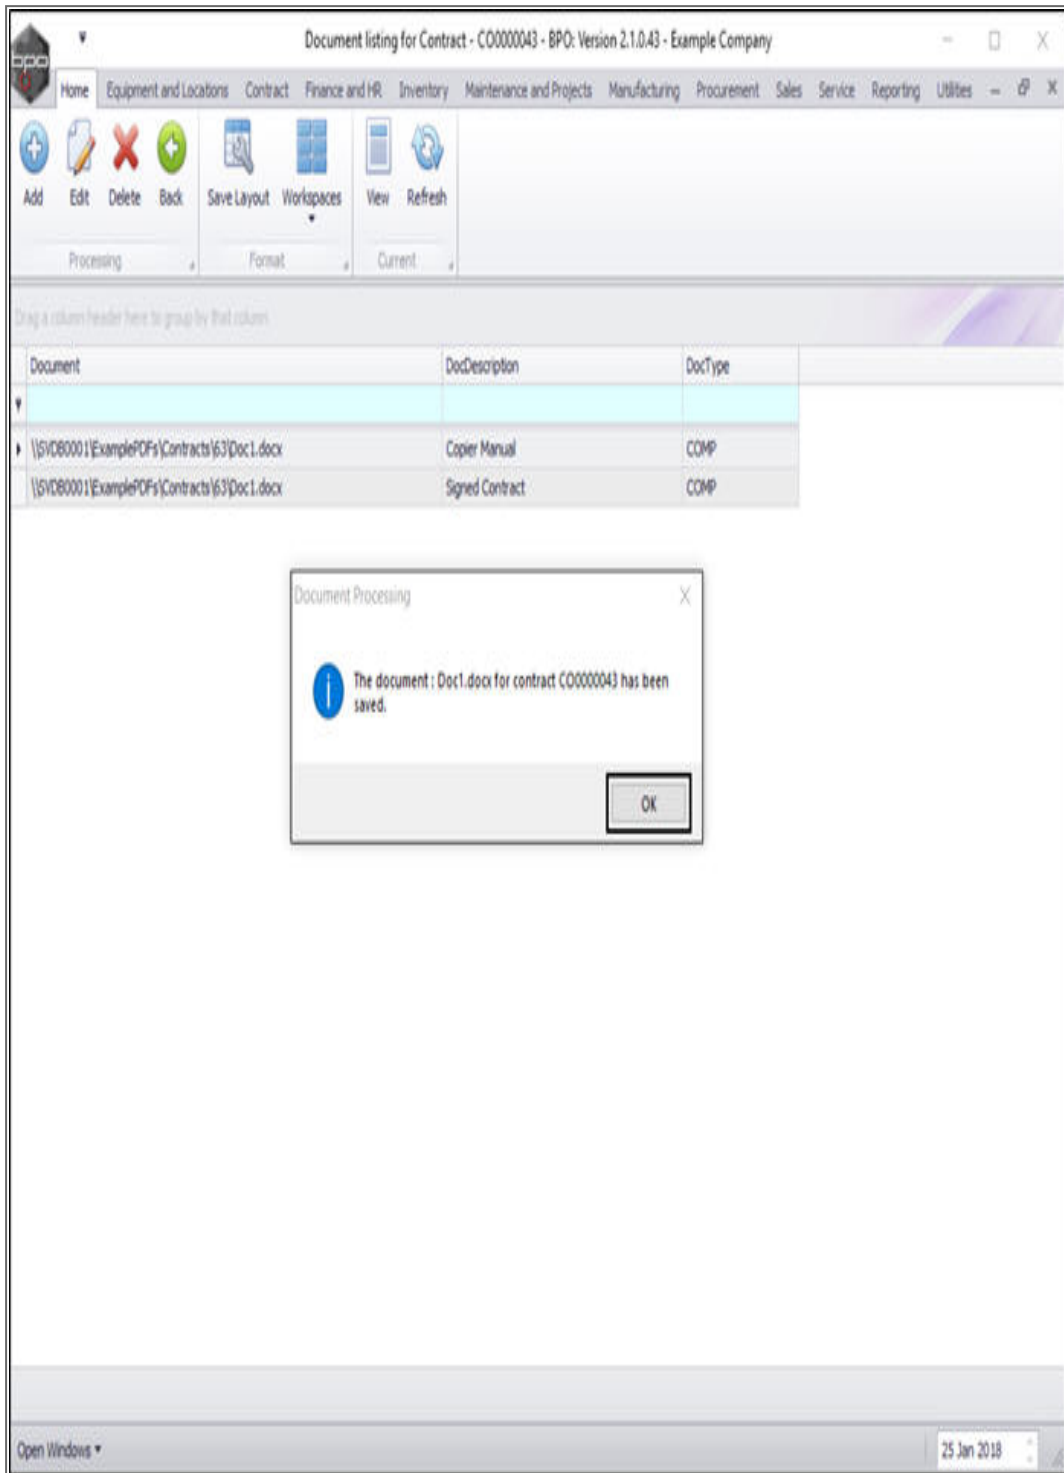 Document listing for Contract - CO0000043 - BPO: Version 2.1.0.43 - Example Company
bpo
Home Equipment and Locations Contract Finance and HR Inventory Maintenance and Projects Manufacturing Procurement Sales Service Reporting Utilities
Add Edit Delete Back Save Layout Workspaces View Refresh
Processing Format Current
Drag a column header here to group by that column
Document DocDescription DocType
\\SVDB0001\ExamplePDFs\Contracts\63\Doc1.docx Copier Manual COMP
\\SVDB0001\ExamplePDFs\Contracts\63\Doc1.docx Signed Contract COMP
Document Processing
The document : Doc1.docx for contract CO0000043 has been
saved.
OK
Open Windows
25 Jan 2018